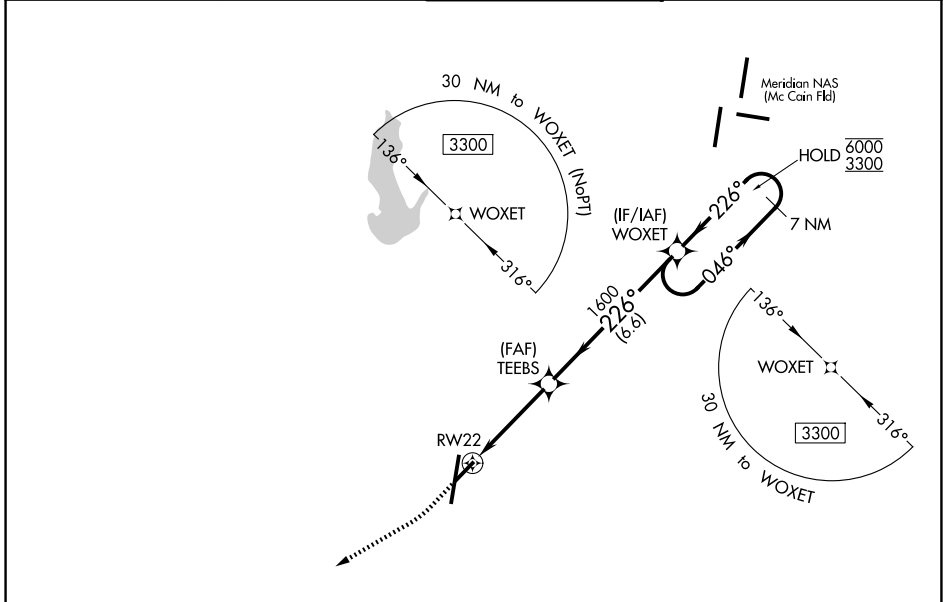 30 NM to WOXET (NoPT)
3300
136°
WOXET
316°
Meridian NAS
(Mc Cain Fld)
HOLD 6000
3300
226°
7 NM
(IF/IAF)
WOXET
046°
1600
226°
(6.6)
(FAF)
TEEBS
136°
WOXET
316°
3300
30 NM to WOXET
RW22